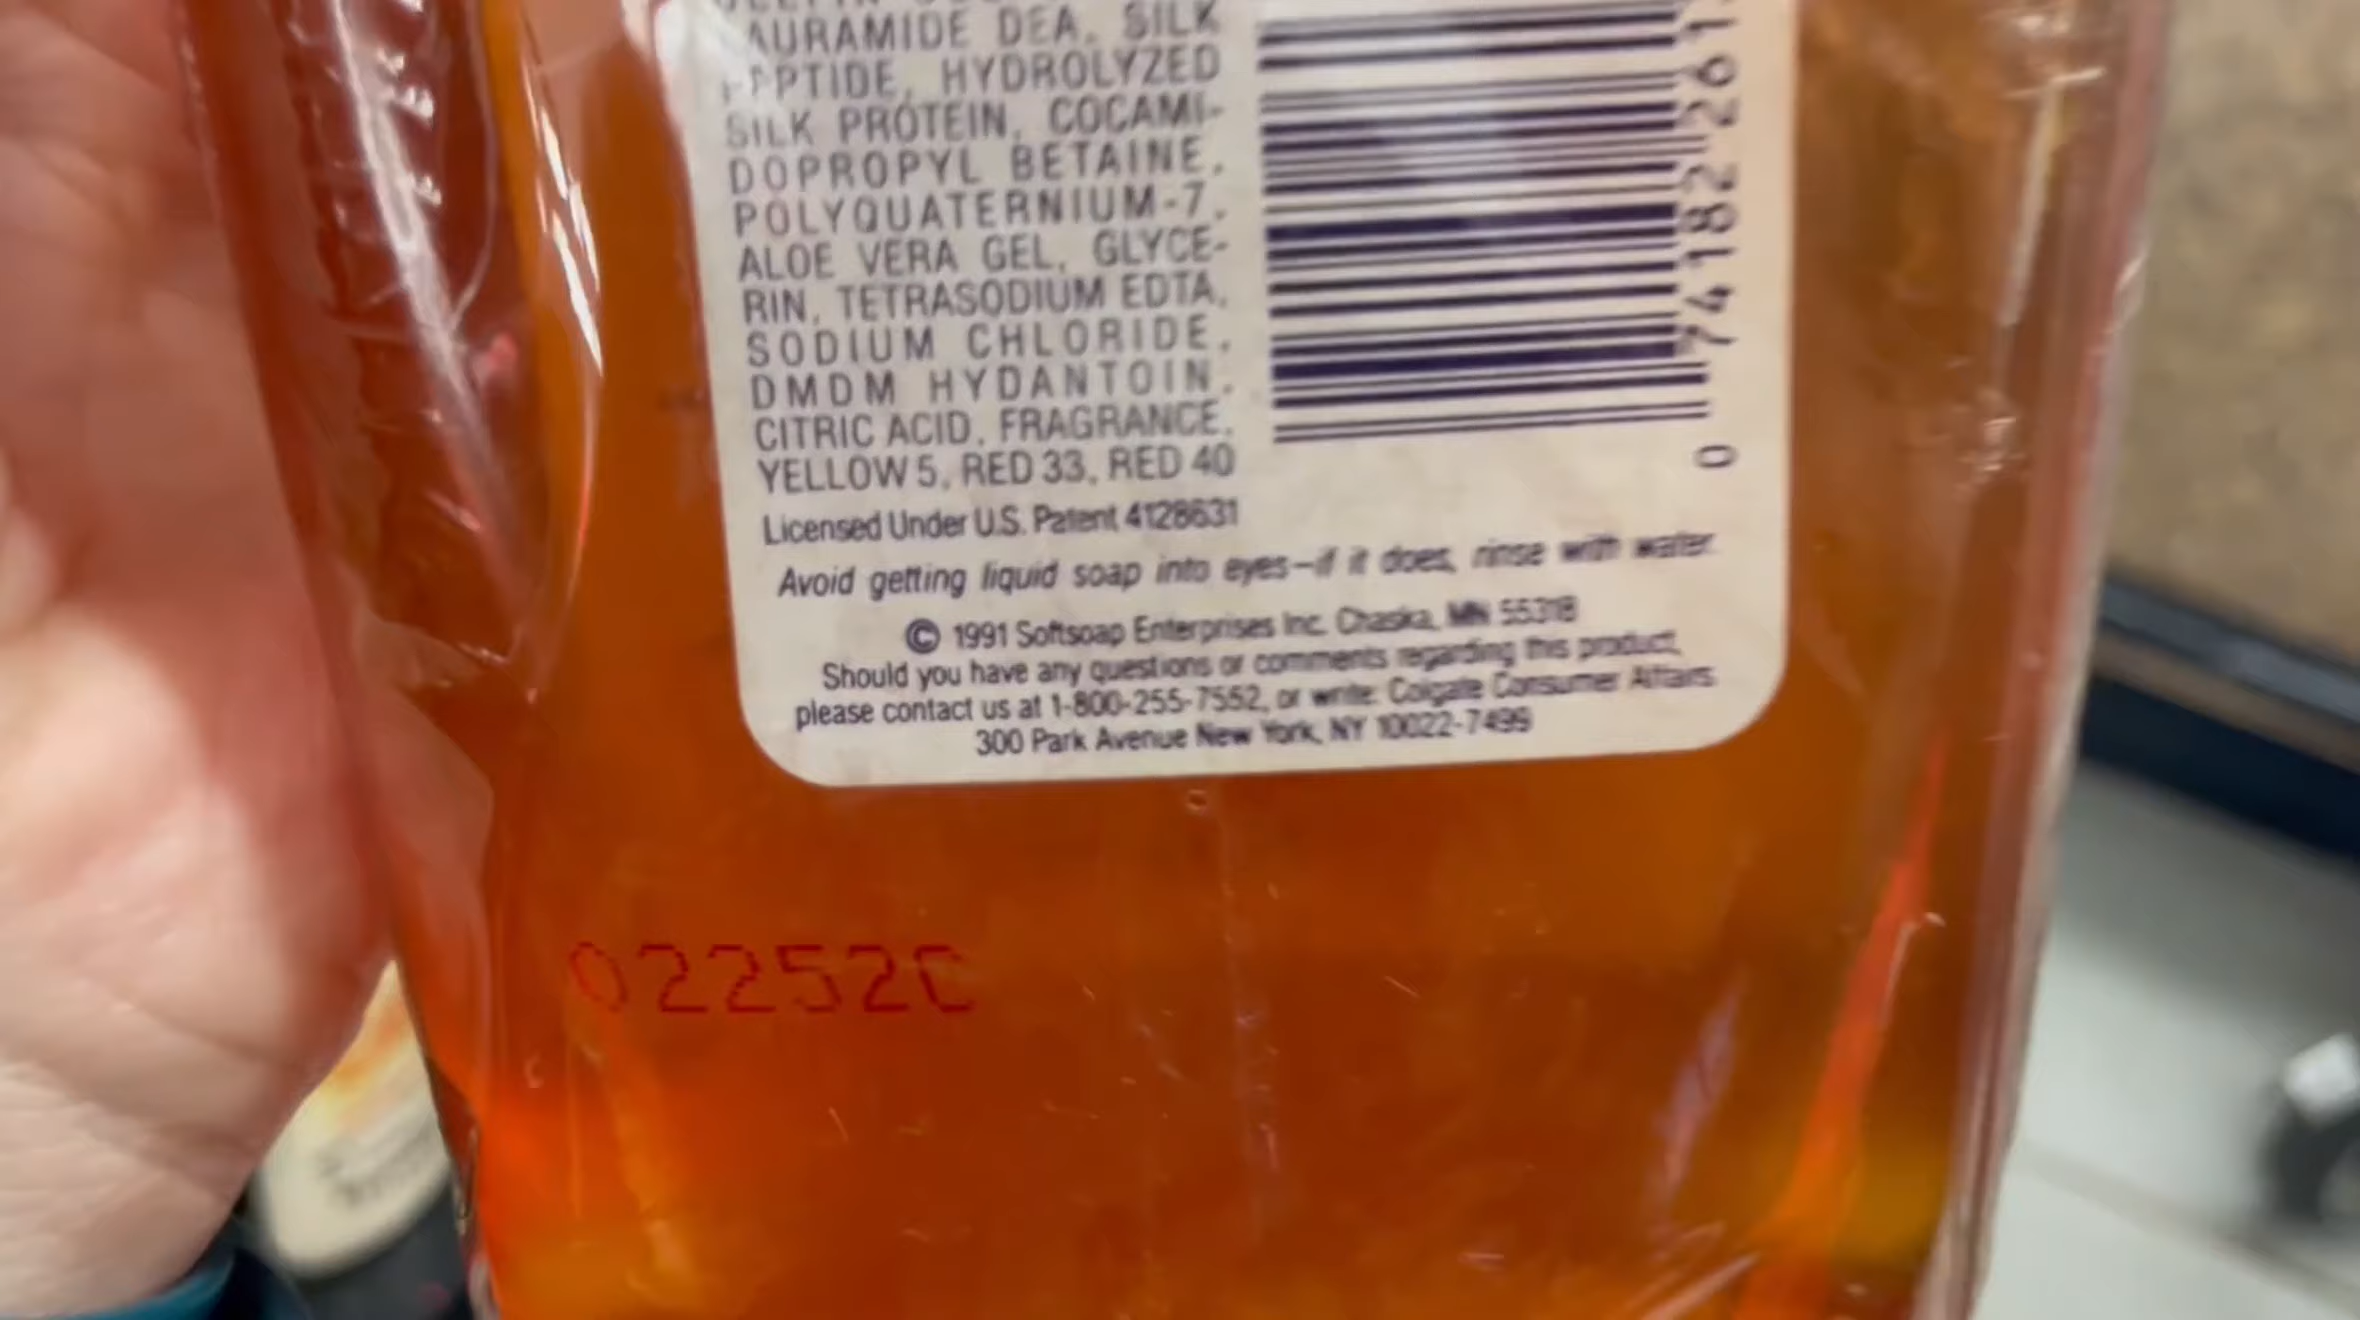 AURAMIDE DEA, SILK
PEPTIDE, HYDROLYZED
SILK PROTEIN, COCAMI-
DOPROPYL BETAINE,
POLYQUATERNIUM-7,
ALOE VERA GEL, GLYCE-
RIN, TETRASODIUM EDTA,
SODIUM CHLORIDE,
DMDM HYDANTOIN,
CITRIC ACID, FRAGRANCE,
YELLOW 5, RED 33, RED 40
Licensed Under U.S. Patent 4128631
Avoid getting liquid soap into eyes–if it does, rinse with water.
© 1991 Softsoap Enterprises Inc. Chaska, MN 55318
Should you have any questions or comments regarding this product,
please contact us at 1-800-255-7552, or write: Colgate Consumer Affairs
300 Park Avenue New York, NY 10022-7499
0 74182 261
02252C